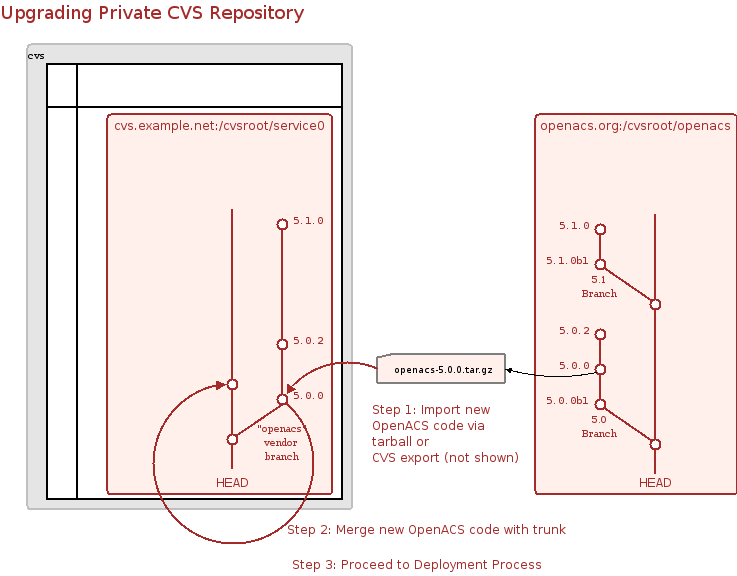 Upgrading Private CVS Repository
cvs
cvs.example.net:/cvsroot/service0
5.1.0
5.0.2
5.0.0
"openacs"
vendor
branch
HEAD
openacs-5.0.0.tar.gz
Step 1: Import new
OpenACS code via
tarball or
CVS export (not shown)
openacs.org:/cvsroot/openacs
5.1.0
5.1.0b1
5.1
Branch
5.0.2
5.0.0
5.0.0b1
5.0
Branch
HEAD
Step 2: Merge new OpenACS code with trunk
Step 3: Proceed to Deployment Process